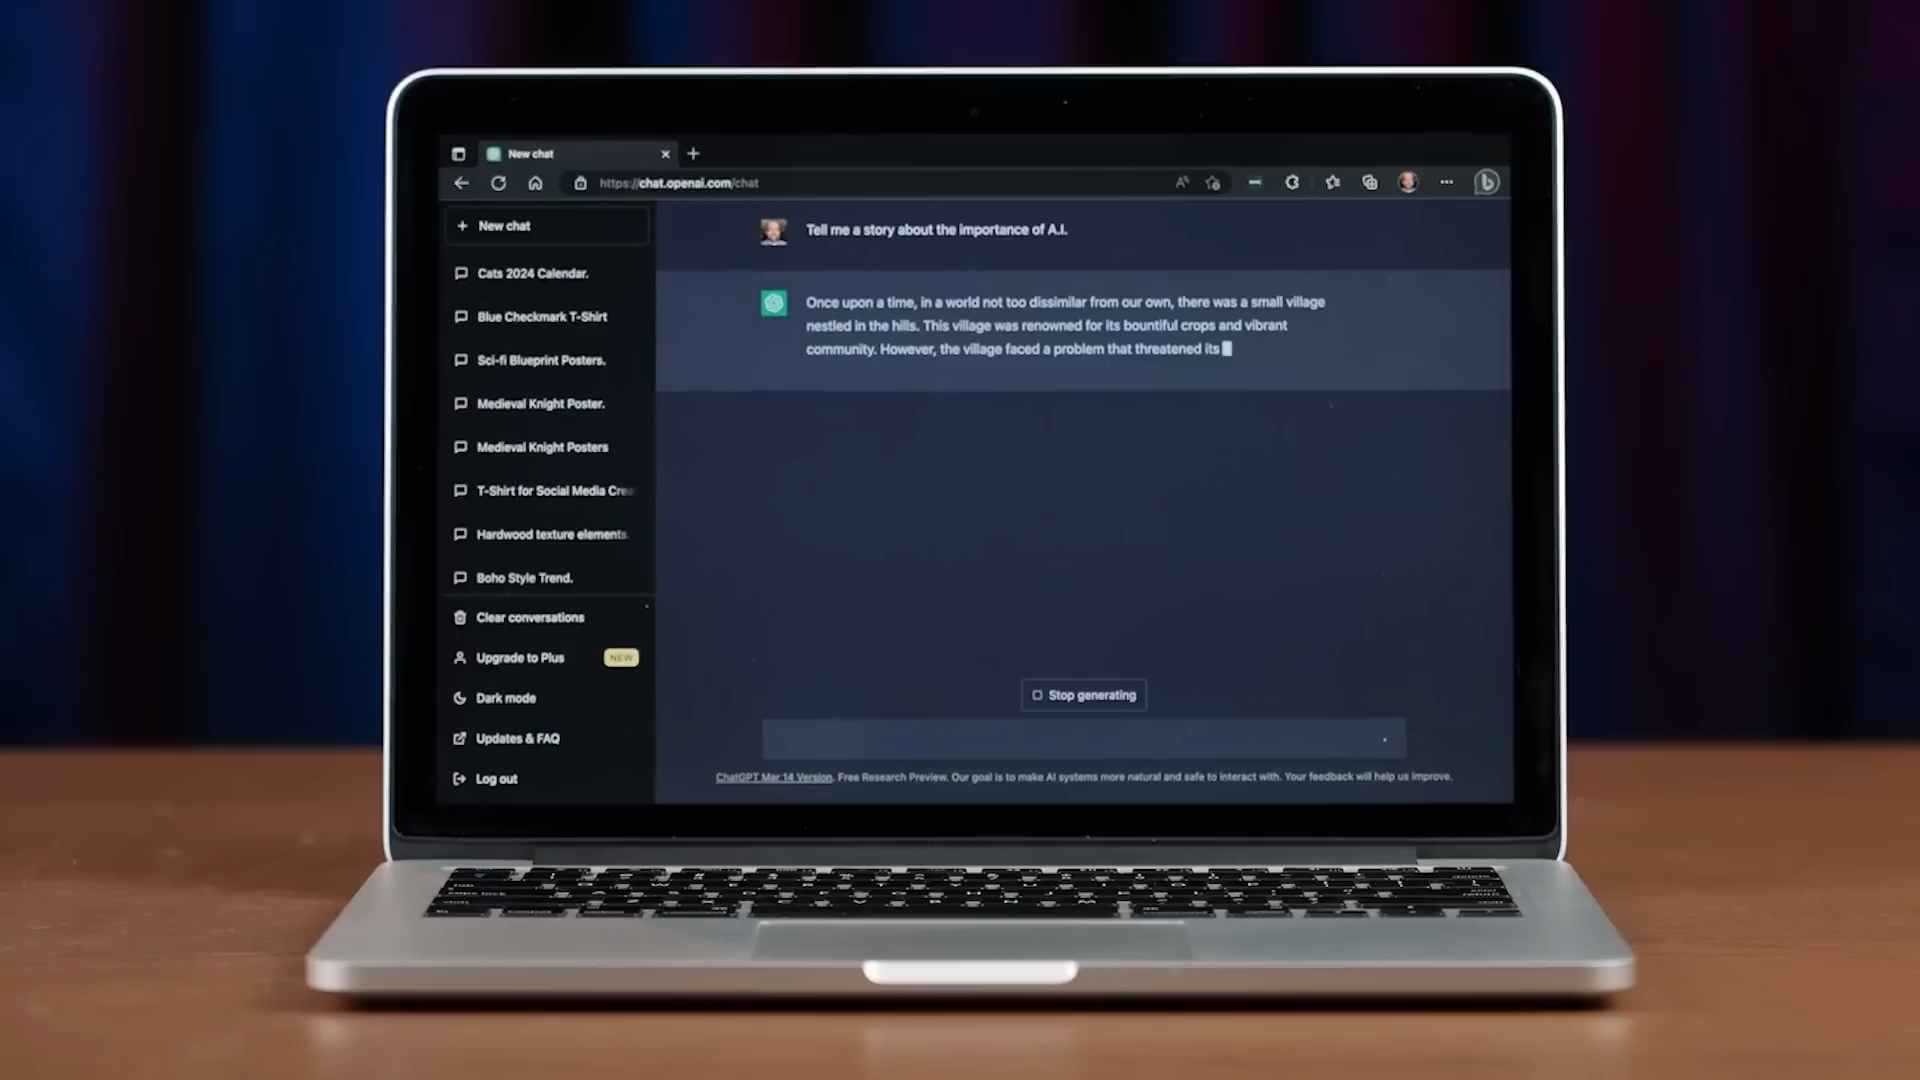 New chat
https://chat.openai.com/chat
New chat
Cats 2024 Calendar.
Blue Checkmark T-Shirt
Sci-fi Blueprint Posters.
Medieval Knight Poster.
Medieval Knight Posters
T-Shirt for Social Media Crea
Hardwood texture elements.
Boho Style Trend.
Clear conversations
Upgrade to Plus NEW
Dark mode
Updates & FAQ
Log out
Tell me a story about the importance of A.I.
Once upon a time, in a world not too dissimilar from our own, there was a small village
nestled in the hills. This village was renowned for its bountiful crops and vibrant
community. However, the village faced a problem that threatened its
Stop generating
ChatGPT Mar 14 Version. Free Research Preview. Our goal is to make AI systems more natural and safe to interact with. Your feedback will help us improve.